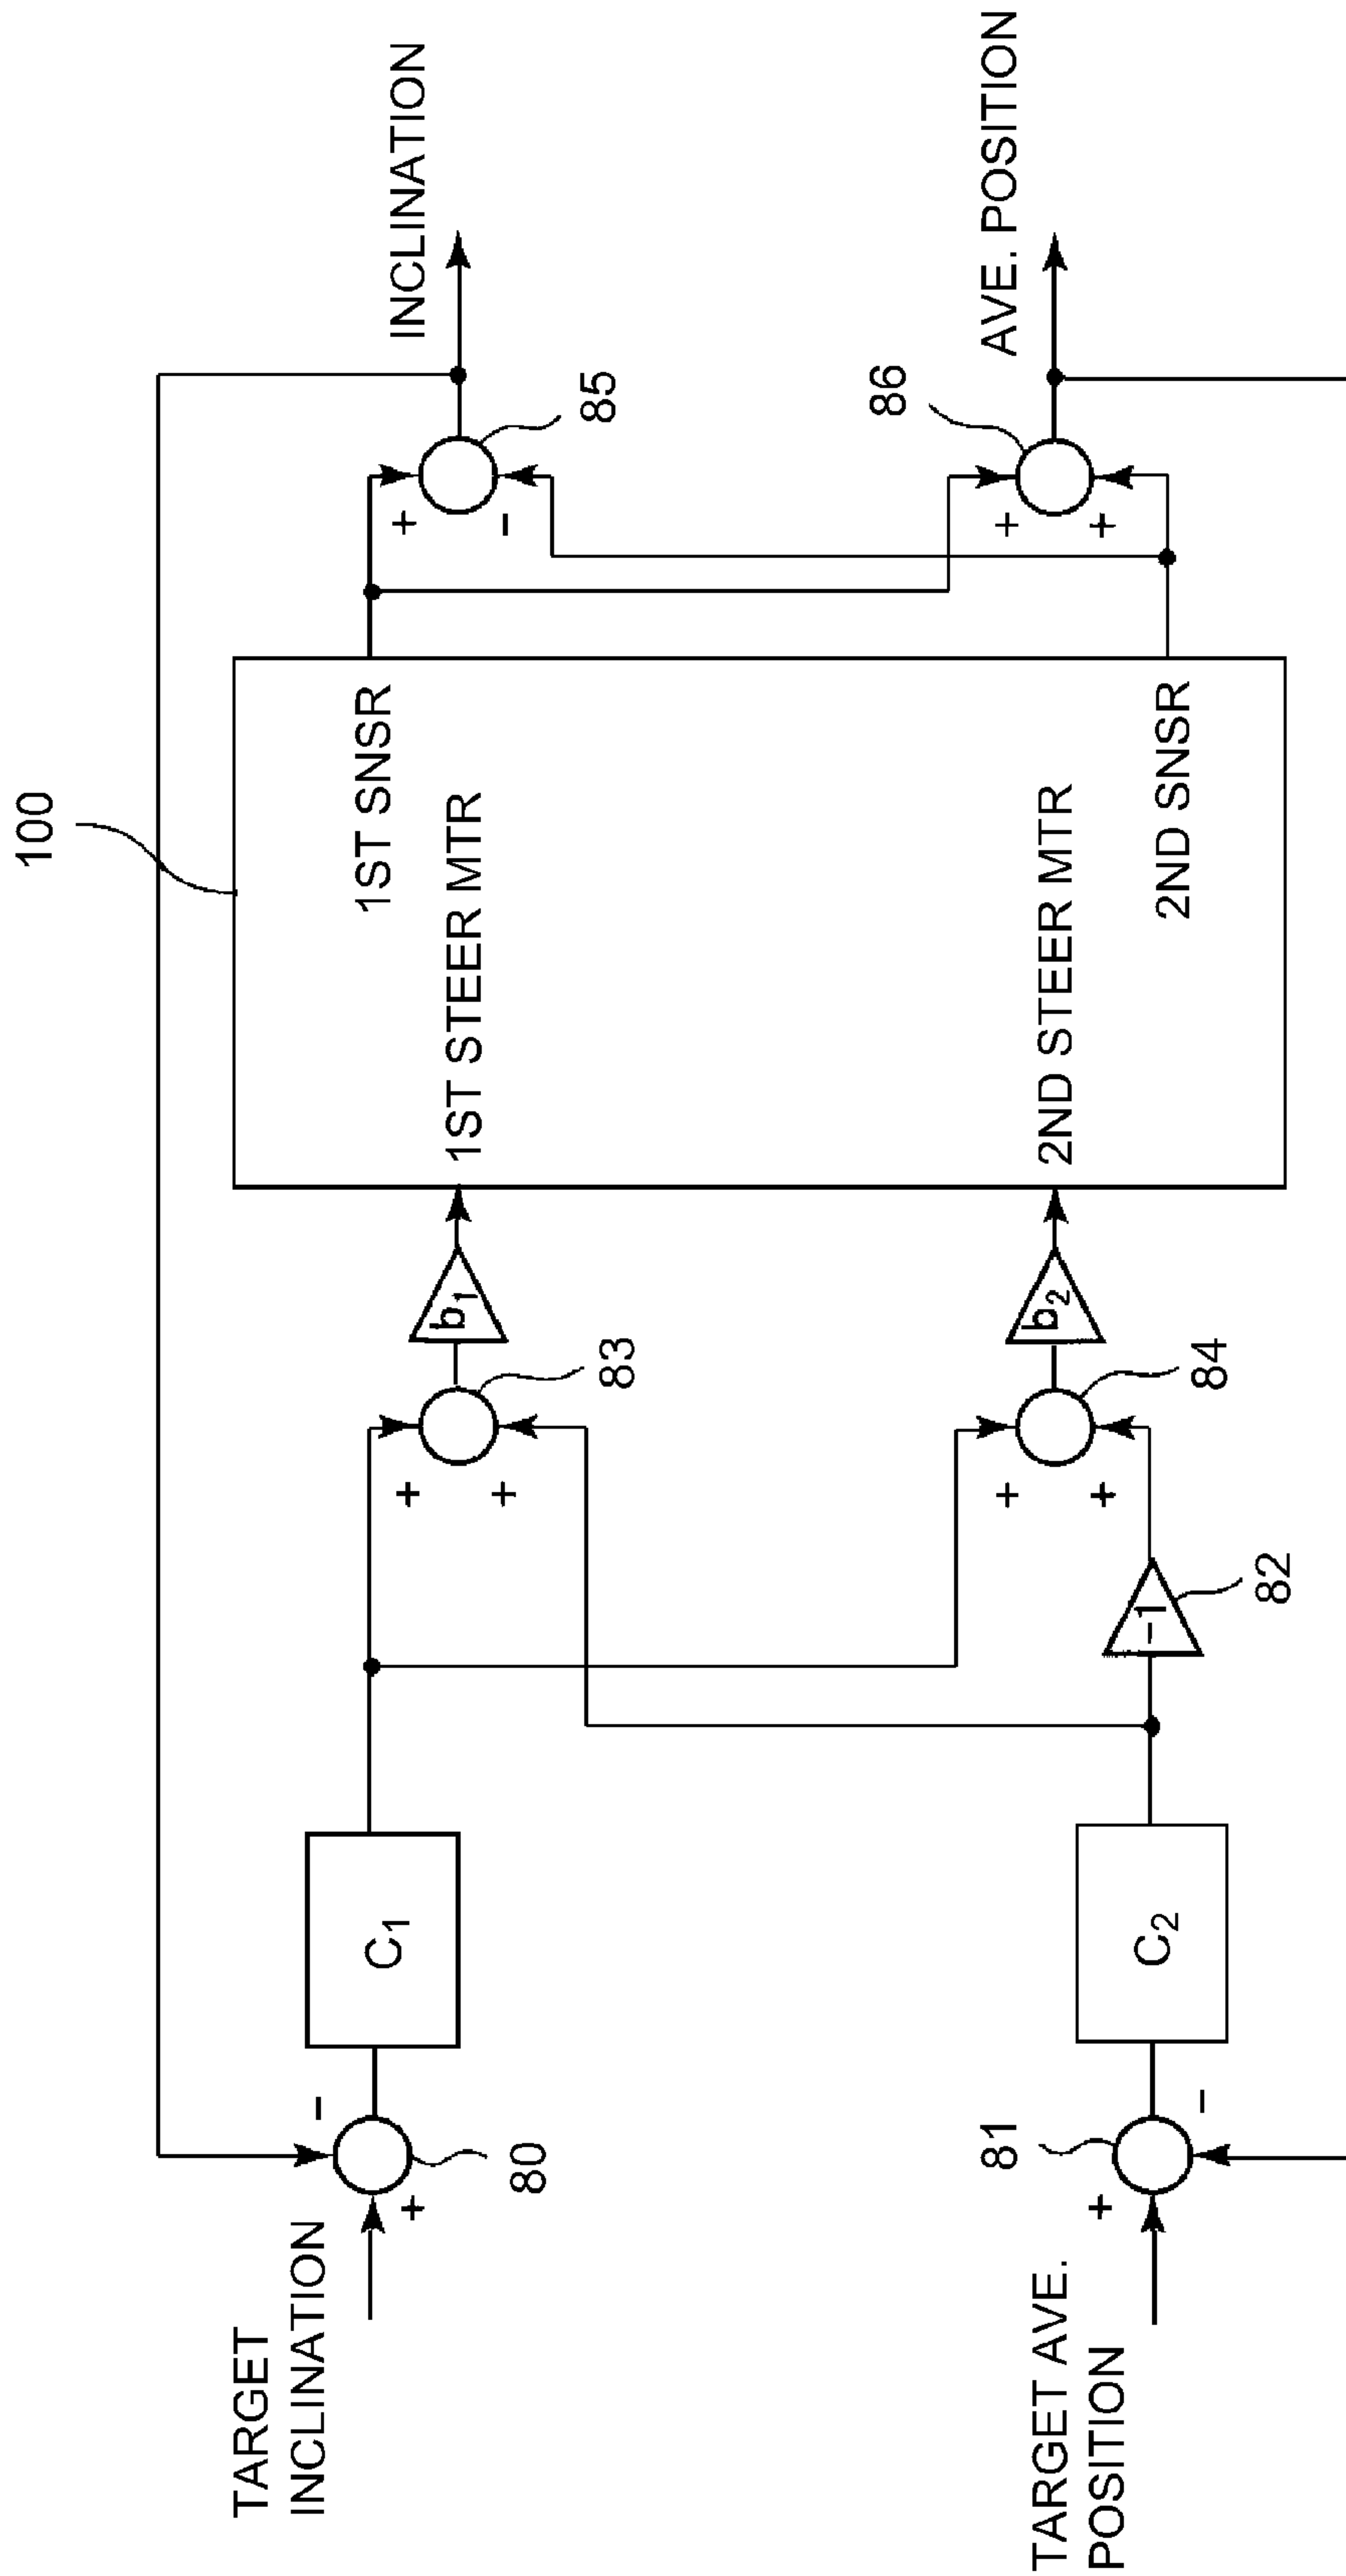 100
TARGET
INCLINATION
+
-
80
C₁
+
+
83
b₁
1ST STEER MTR
1ST SNSR
+
-
85
INCLINATION
TARGET AVE.
POSITION
+
-
81
C₂
-1
82
+
+
84
b₂
2ND STEER MTR
2ND SNSR
+
+
86
AVE. POSITION